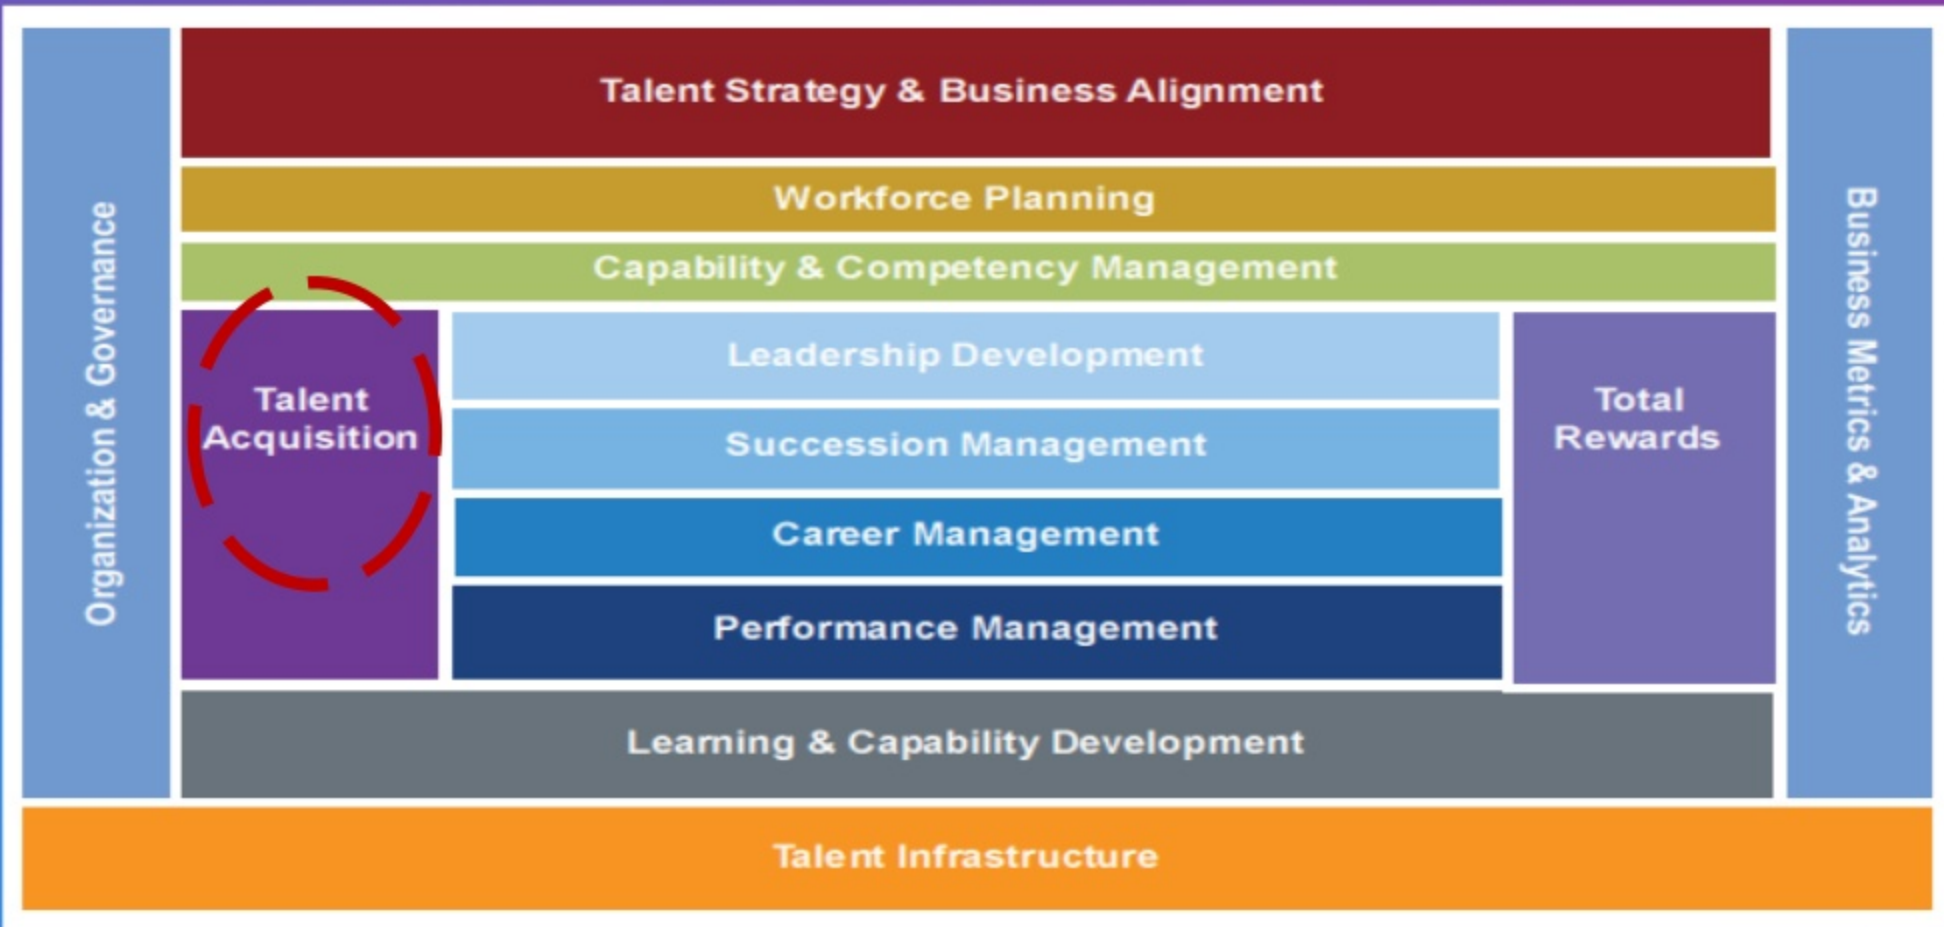 Talent Strategy & Business Alignment
Workforce Planning
Capability & Competency Management
Organization & Governance
Talent
Acquisition
Leadership Development
Succession Management
Career Management
Performance Management
Total
Rewards
Business Metrics & Analytics
Learning & Capability Development
Talent Infrastructure